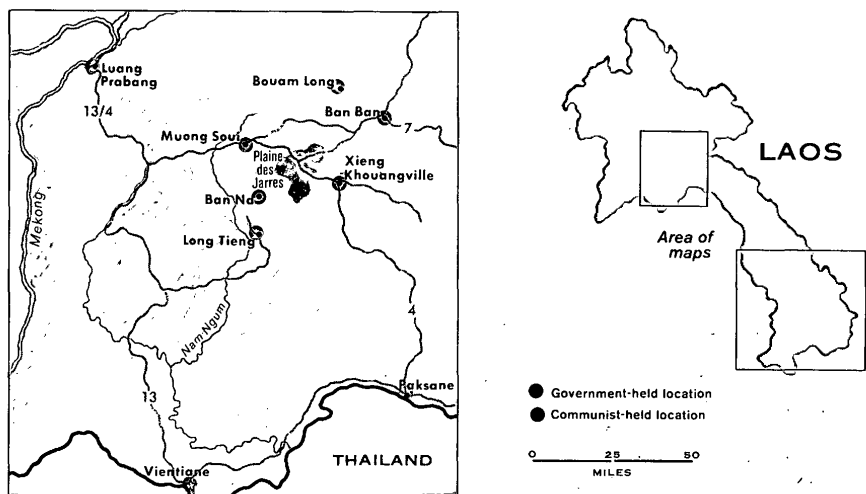 Luang
Prabang
Bouam Long
13/4
Ban Ban
7
Muong Soui
Plaine
des
Jarres
Xieng
Khouangville
Ban Na
Long Tieng
Mekong
Nam Ngum
4
13
Paksane
Vientiane
THAILAND
LAOS
Area of
maps
Government-held location
Communist-held location
0 25 50
MILES